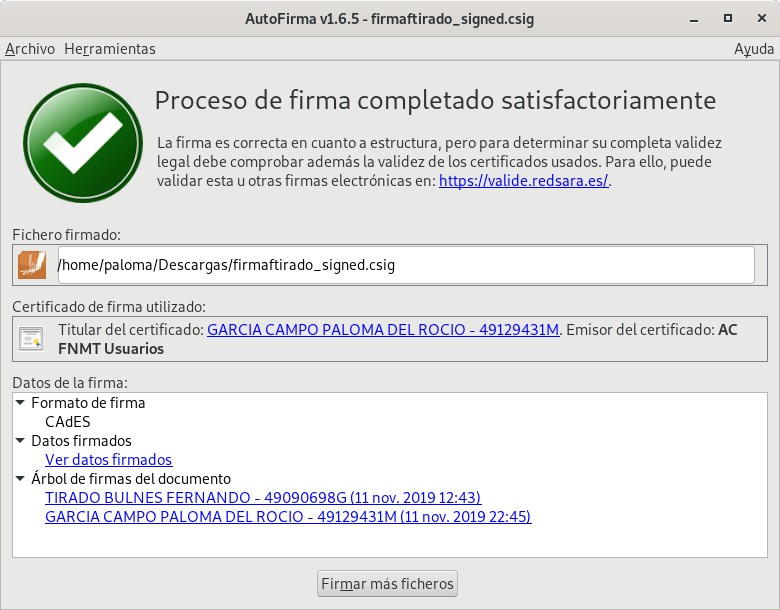 AutoFirma v1.6.5 - firmaftirado_signed.csig
Archivo Herramientas Ayuda
Proceso de firma completado satisfactoriamente
La firma es correcta en cuanto a estructura, pero para determinar su completa validez
legal debe comprobar además la validez de los certificados usados. Para ello, puede
validar esta u otras firmas electrónicas en: https://valide.redsara.es/.
Fichero firmado:
/home/paloma/Descargas/firmaftirado_signed.csig
Certificado de firma utilizado:
Titular del certificado: GARCIA CAMPO PALOMA DEL ROCIO - 49129431M. Emisor del certificado: AC
FNMT Usuarios
Datos de la firma:
Formato de firma
CAdES
Datos firmados
Ver datos firmados
Árbol de firmas del documento
TIRADO BULNES FERNANDO - 49090698G (11 nov. 2019 12:43)
GARCIA CAMPO PALOMA DEL ROCIO - 49129431M (11 nov. 2019 22:45)
Firmar más ficheros